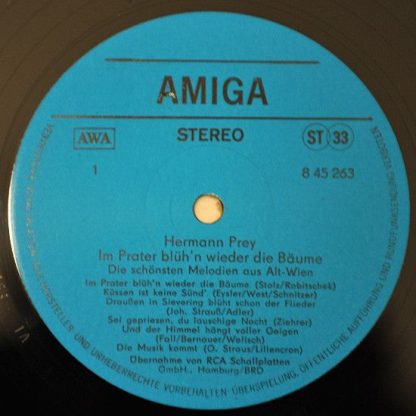 AMIGA
AWA
STEREO
ST 33
1
8 45 263
Hermann Prey
Im Prater blüh'n wieder die Bäume
Die schönsten Melodien aus Alt-Wien
Im Prater blüh'n wieder die Bäume (Stolz/Robitschek)
Küssen ist keine Sünd' (Eysler/West/Schnitzer)
Draußen in Sievering blüht schon der Flieder
(Joh. Strauß/Adler)
Sei gepriesen, du lauschige Nacht (Ziehrer)
Und der Himmel hängt voller Geigen
(Fall/Bernauer/Welisch)
Die Musik kommt (O. Straus/Liliencron)
Übernahme von RCA Schallplatten
GmbH., Hamburg/BRD
HERSTELLER UND UNBERECHTE VORBEHALTEN · ÜBERSPIELUNG, ÖFFENTLICHE AUFFÜHRUNG UND RUNDFUNKSENDUNG VERBOTEN